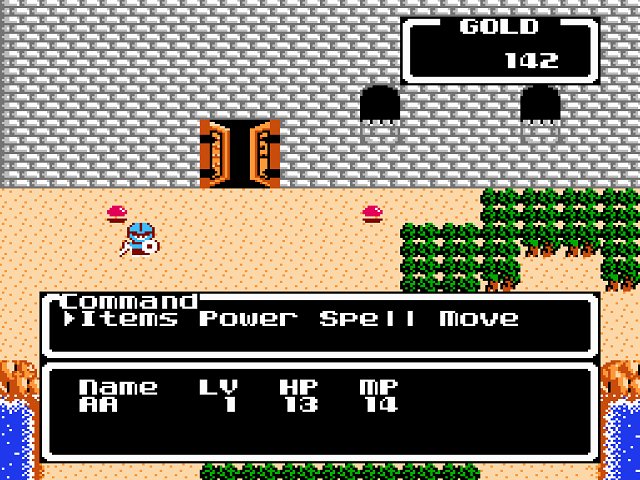 GOLD
142
Command
Items Power Spell Move
Name LV HP MP
AA 1 13 14